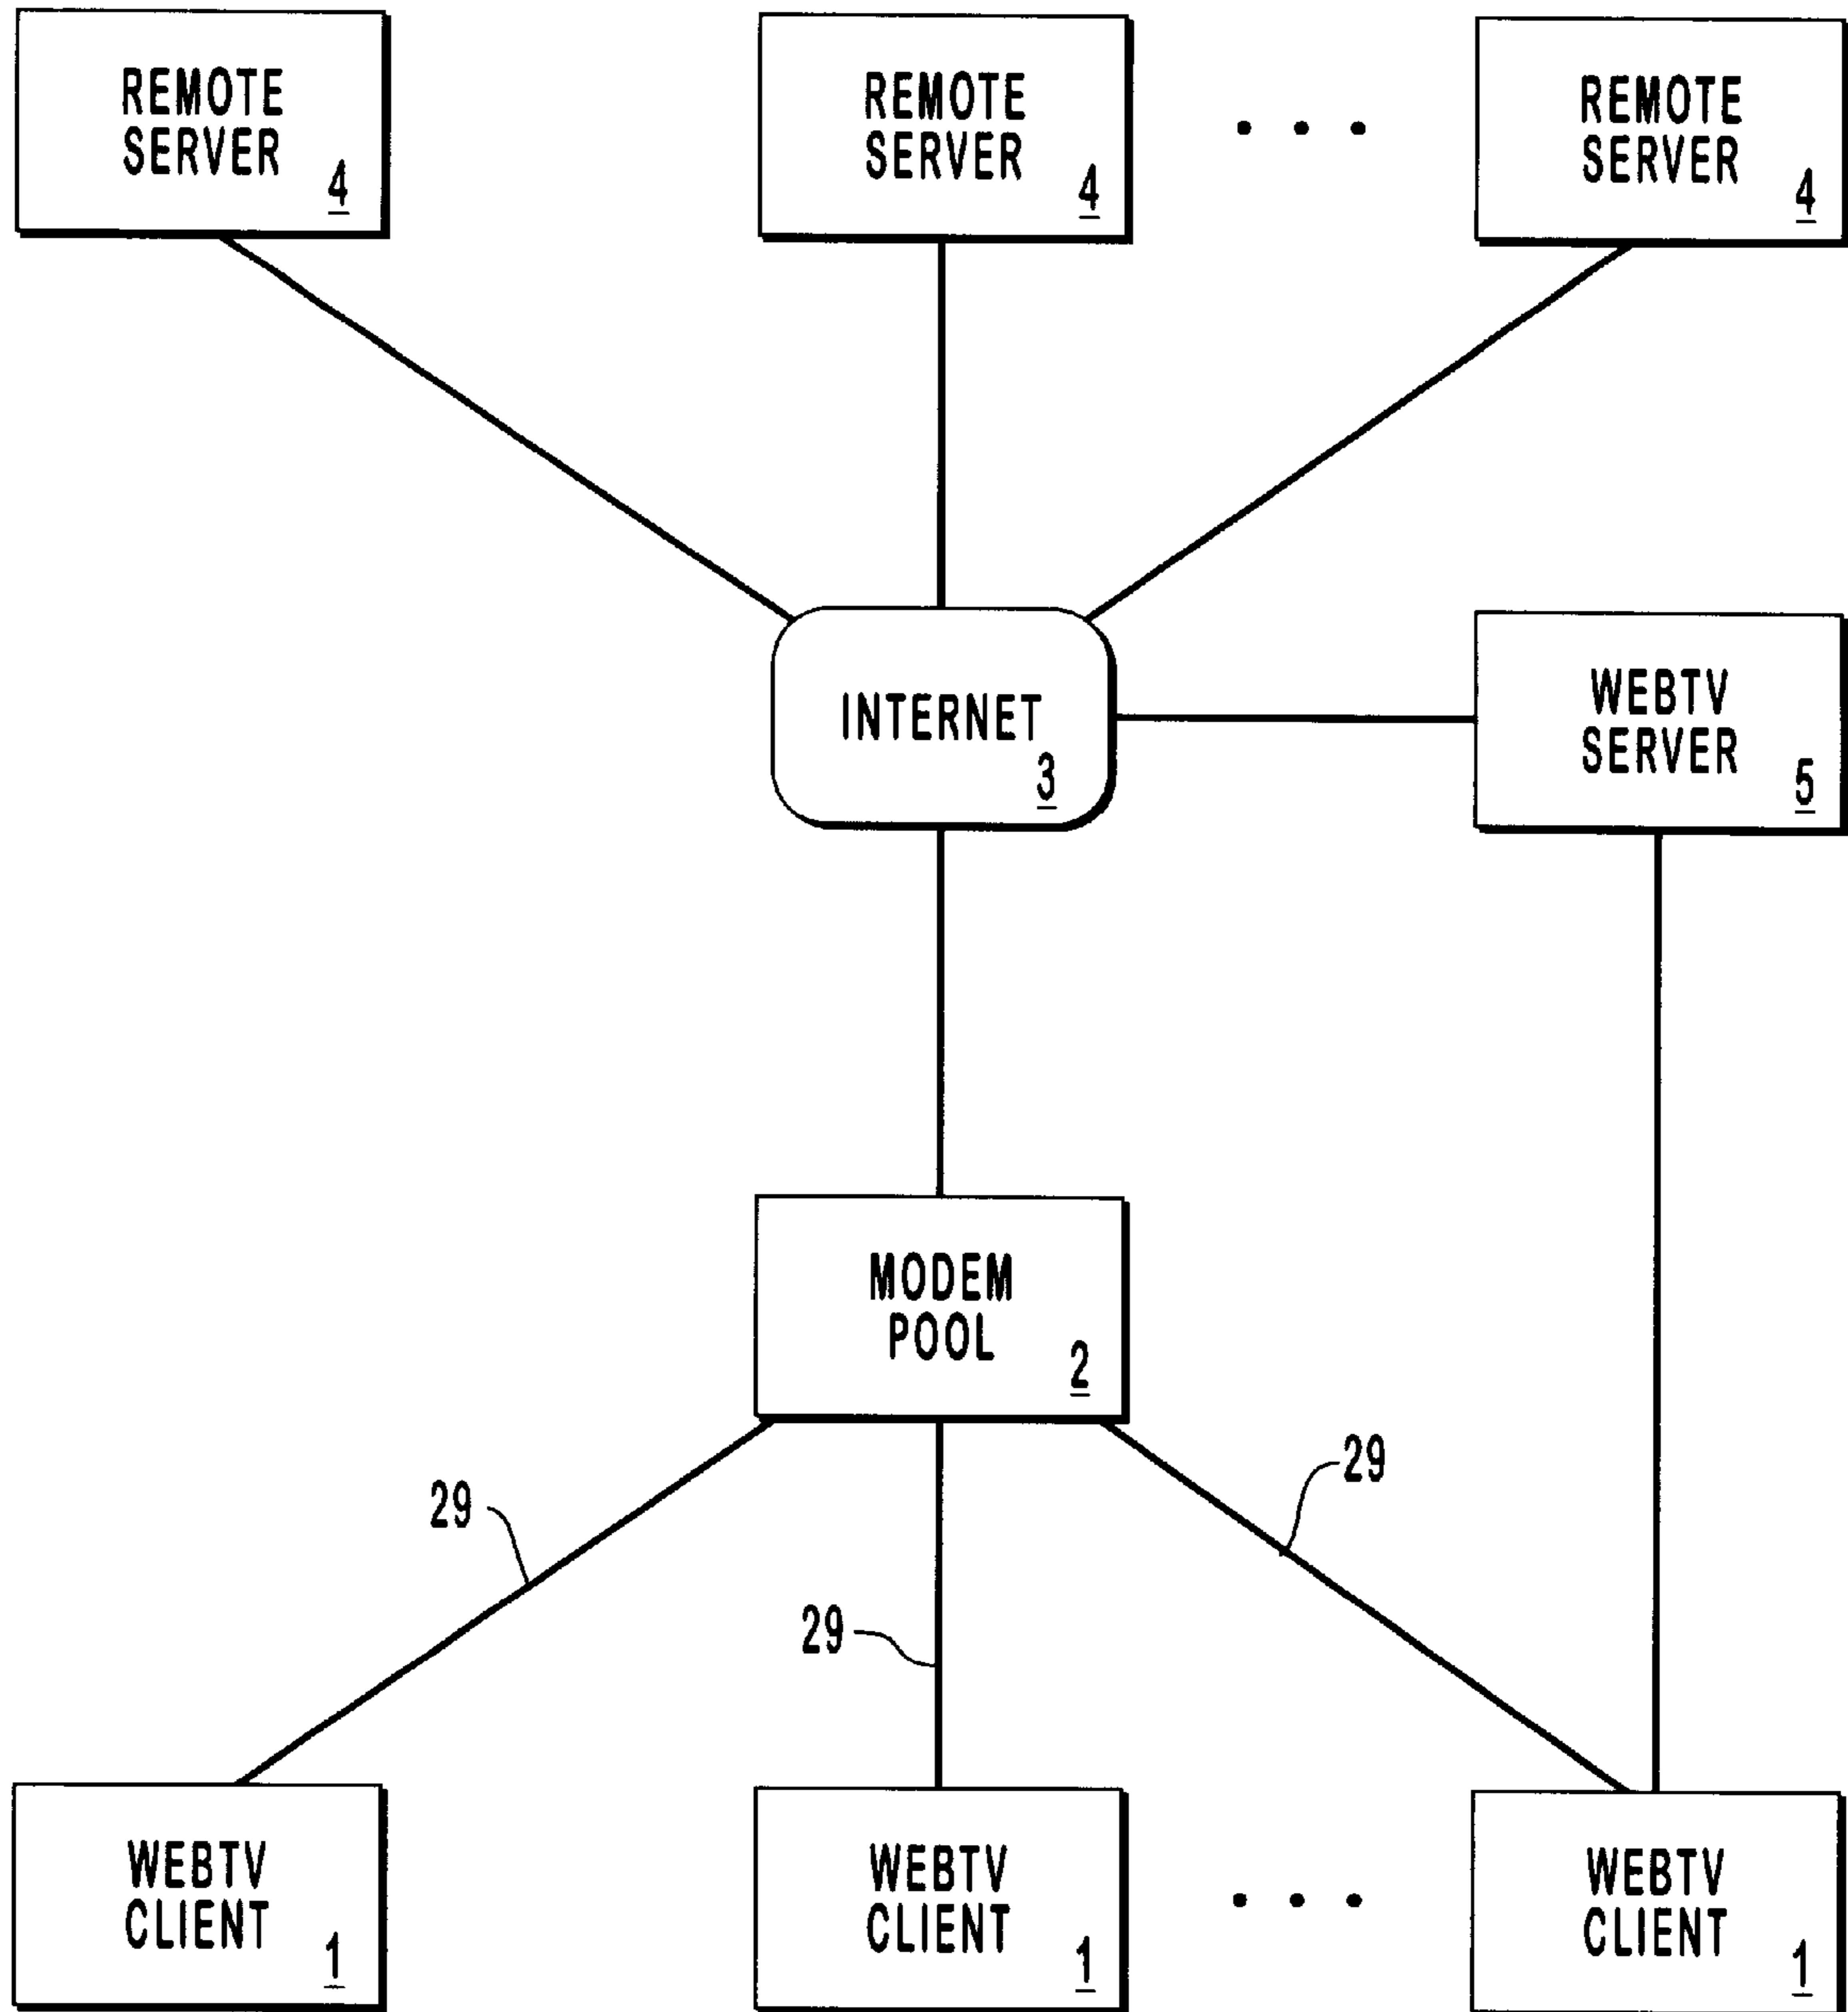 REMOTE
SERVER
4
REMOTE
SERVER
4
REMOTE
SERVER
4
INTERNET
3
WEBTV
SERVER
5
MODEM
POOL
2
29
29
29
WEBTV
CLIENT
1
WEBTV
CLIENT
1
WEBTV
CLIENT
1